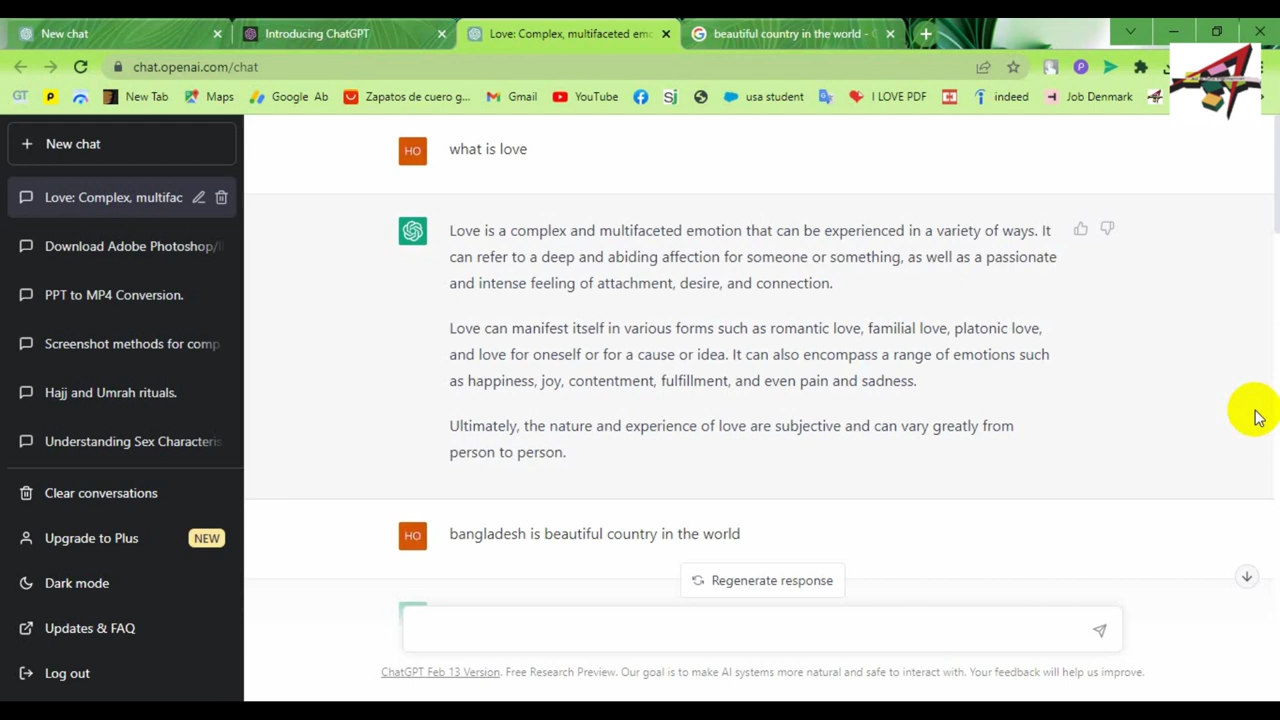 New chat
Introducing ChatGPT
Love: Complex, multifaceted emo
beautiful country in the world -
chat.openai.com/chat
GT
P
New Tab
Maps
Google Ab
Zapatos de cuero g...
Gmail
YouTube
Sj
usa student
I LOVE PDF
indeed
Job Denmark
New chat
Love: Complex, multifac
Download Adobe Photoshop/
PPT to MP4 Conversion.
Screenshot methods for comp
Hajj and Umrah rituals.
Understanding Sex Characteris
Clear conversations
Upgrade to Plus NEW
Dark mode
Updates & FAQ
Log out
HO
what is love
Love is a complex and multifaceted emotion that can be experienced in a variety of ways. It
can refer to a deep and abiding affection for someone or something, as well as a passionate
and intense feeling of attachment, desire, and connection.
Love can manifest itself in various forms such as romantic love, familial love, platonic love,
and love for oneself or for a cause or idea. It can also encompass a range of emotions such
as happiness, joy, contentment, fulfillment, and even pain and sadness.
Ultimately, the nature and experience of love are subjective and can vary greatly from
person to person.
HO
bangladesh is beautiful country in the world
Regenerate response
ChatGPT Feb 13 Version. Free Research Preview. Our goal is to make AI systems more natural and safe to interact with. Your feedback will help us improve.